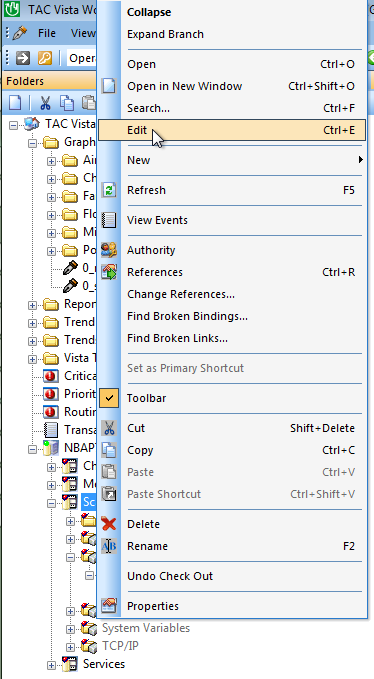 TAC Vista Wo
File
View
Oper
Folders
TAC Vista
Graph
Ai
Ch
Fa
Flo
Mi
Po
0_
0_s
Repor
Trend
Trend
Vista T
Critica
Priorit
Routin
Transa
NBAPT
Ch
Me
Sc
System Variables
TCP/IP
Services
Collapse
Expand Branch
Open Ctrl+O
Open in New Window Ctrl+Shift+O
Search... Ctrl+F
Edit Ctrl+E
New
Refresh F5
View Events
Authority
References Ctrl+R
Change References...
Find Broken Bindings...
Find Broken Links...
Set as Primary Shortcut
Toolbar
Cut Shift+Delete
Copy Ctrl+C
Paste Ctrl+V
Paste Shortcut Ctrl+Shift+V
Delete
Rename F2
Undo Check Out
Properties